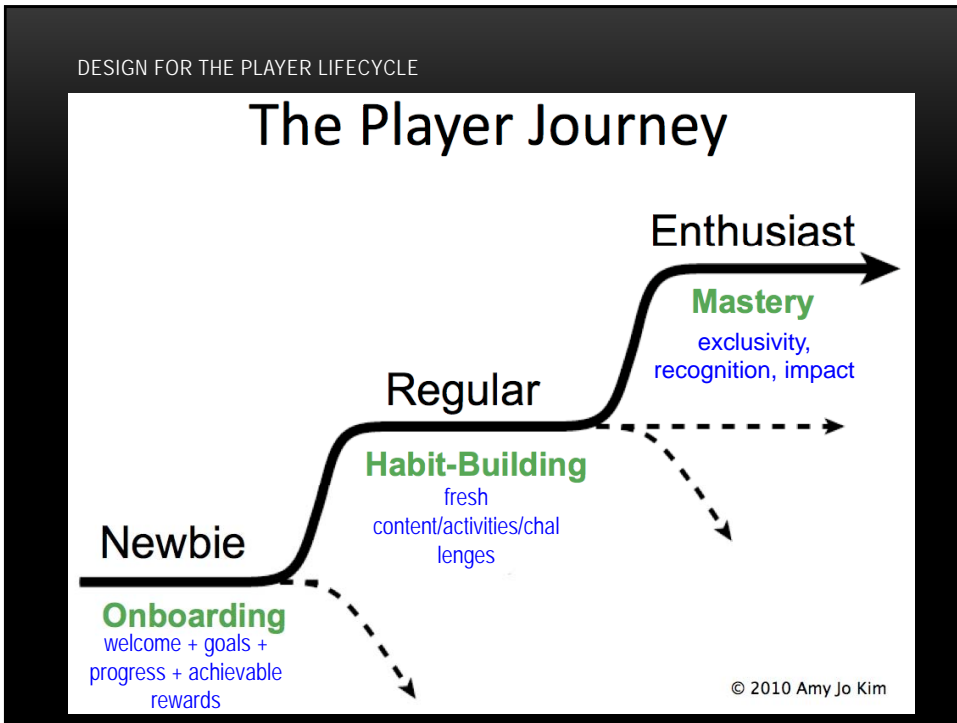 DESIGN FOR THE PLAYER LIFECYCLE
The Player Journey
Enthusiast
Mastery
exclusivity,
recognition, impact
Regular
Habit-Building
fresh
content/activities/chal
lenges
Newbie
Onboarding
welcome + goals +
progress + achievable
rewards
© 2010 Amy Jo Kim